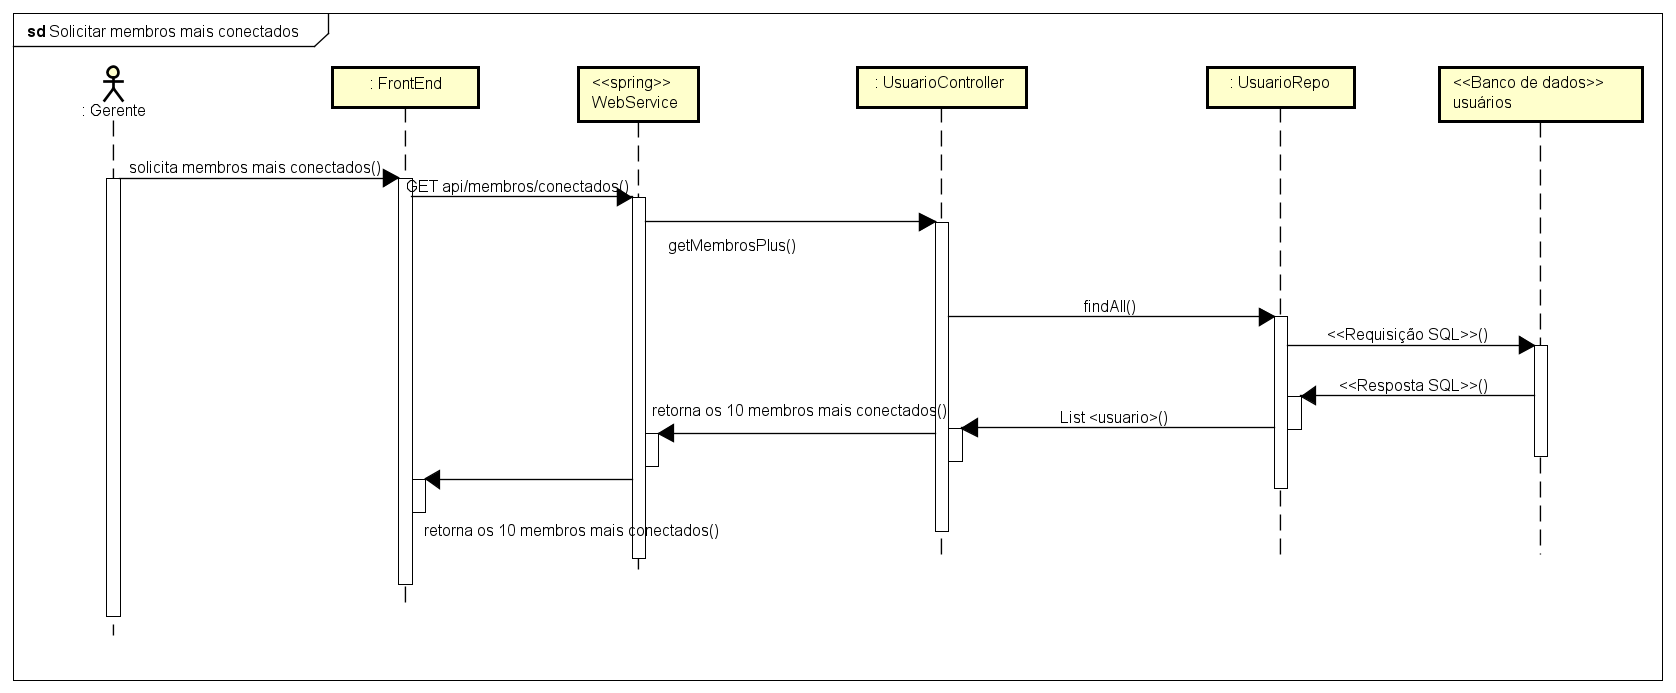 sd Solicitar membros mais conectados
: Gerente
: FrontEnd
<<spring>>
WebService
: UsuarioController
: UsuarioRepo
<<Banco de dados>>
usuários
solicita membros mais conectados()
GET api/membros/conectados()
getMembrosPlus()
findAll()
<<Requisição SQL>>()
<<Resposta SQL>>()
List <usuario>()
retorna os 10 membros mais conectados()
retorna os 10 membros mais conectados()